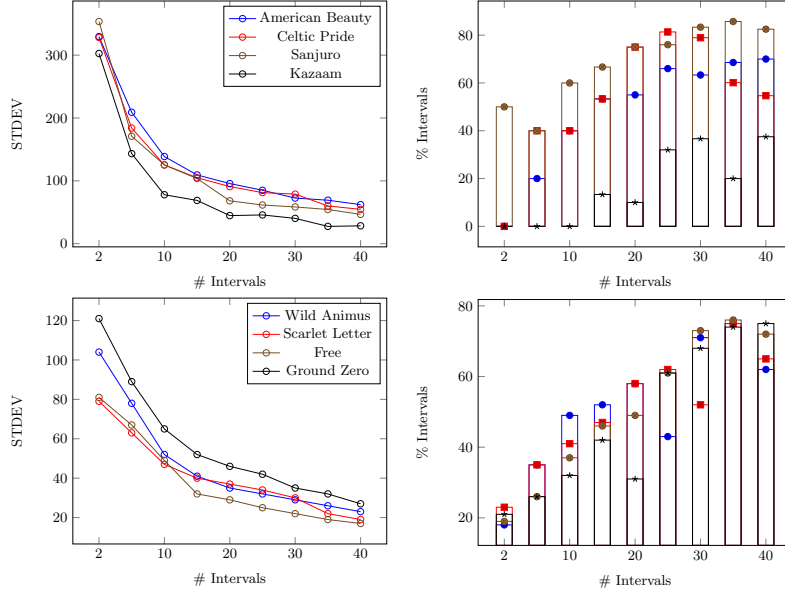 American Beauty
Celtic Pride
Sanjuro
Kazaam
STDEV
300
200
100
0
2
10
20
30
40
# Intervals
% Intervals
80
60
40
20
0
2
10
20
30
40
# Intervals
Wild Animus
Scarlet Letter
Free
Ground Zero
STDEV
120
100
80
60
40
20
2
10
20
30
40
# Intervals
% Intervals
80
60
40
20
2
10
20
30
40
# Intervals